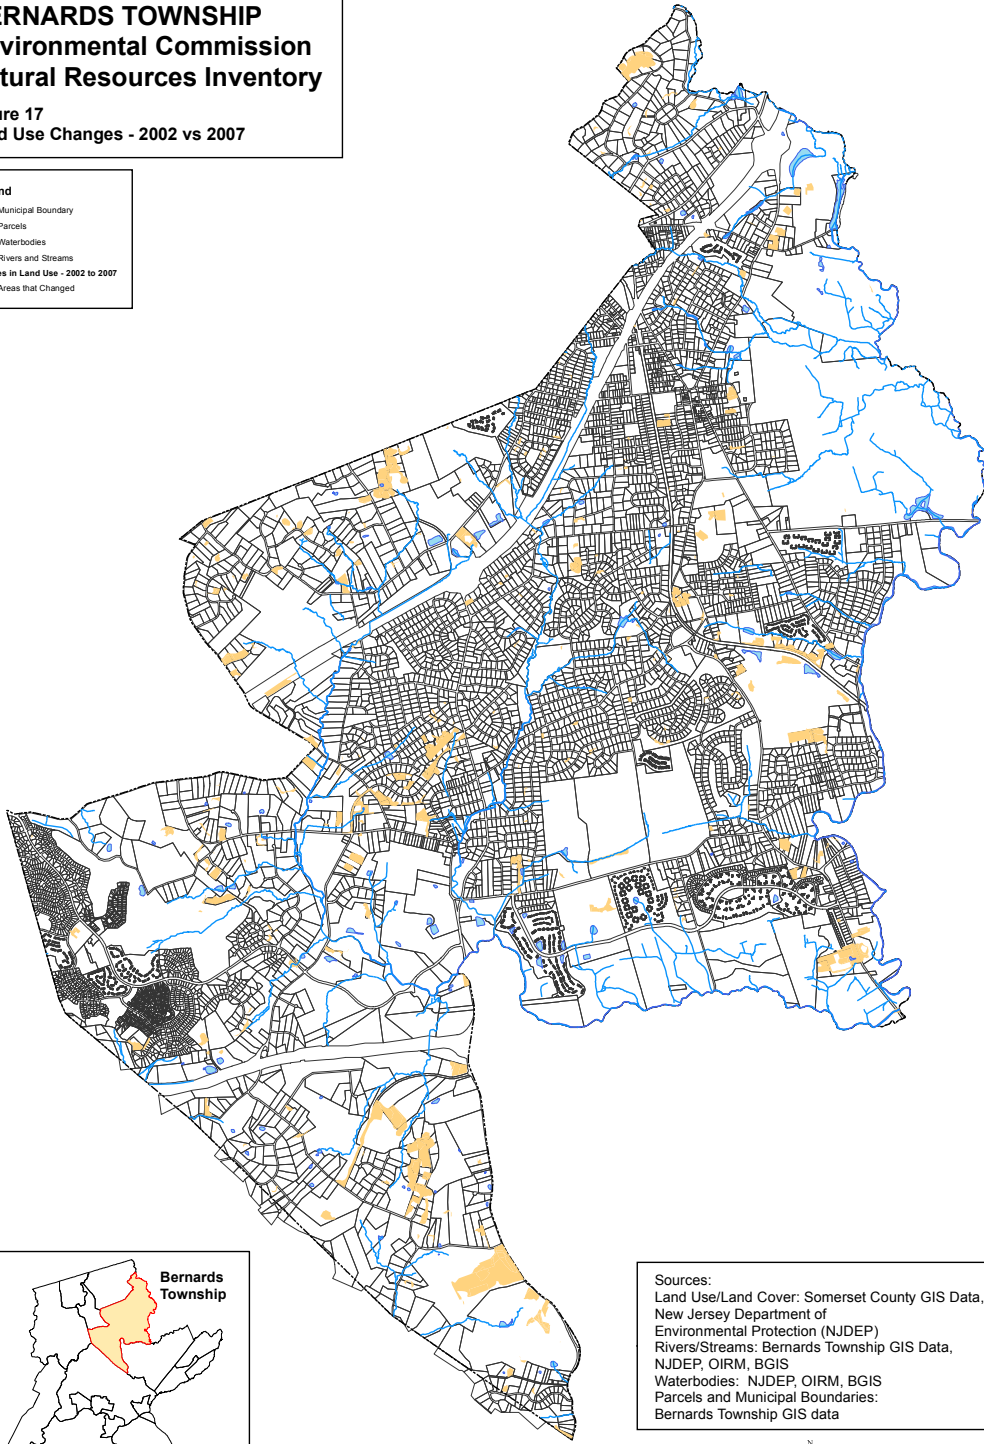 ERNARDS TOWNSHIP
vironmental Commission
tural Resources Inventory
ure 17
d Use Changes - 2002 vs 2007
nd
Municipal Boundary
Parcels
Waterbodies
Rivers and Streams
es in Land Use - 2002 to 2007
Areas that Changed
Bernards
Township
Sources:
Land Use/Land Cover: Somerset County GIS Data,
New Jersey Department of
Environmental Protection (NJDEP)
Rivers/Streams: Bernards Township GIS Data,
NJDEP, OIRM, BGIS
Waterbodies: NJDEP, OIRM, BGIS
Parcels and Municipal Boundaries:
Bernards Township GIS data
N